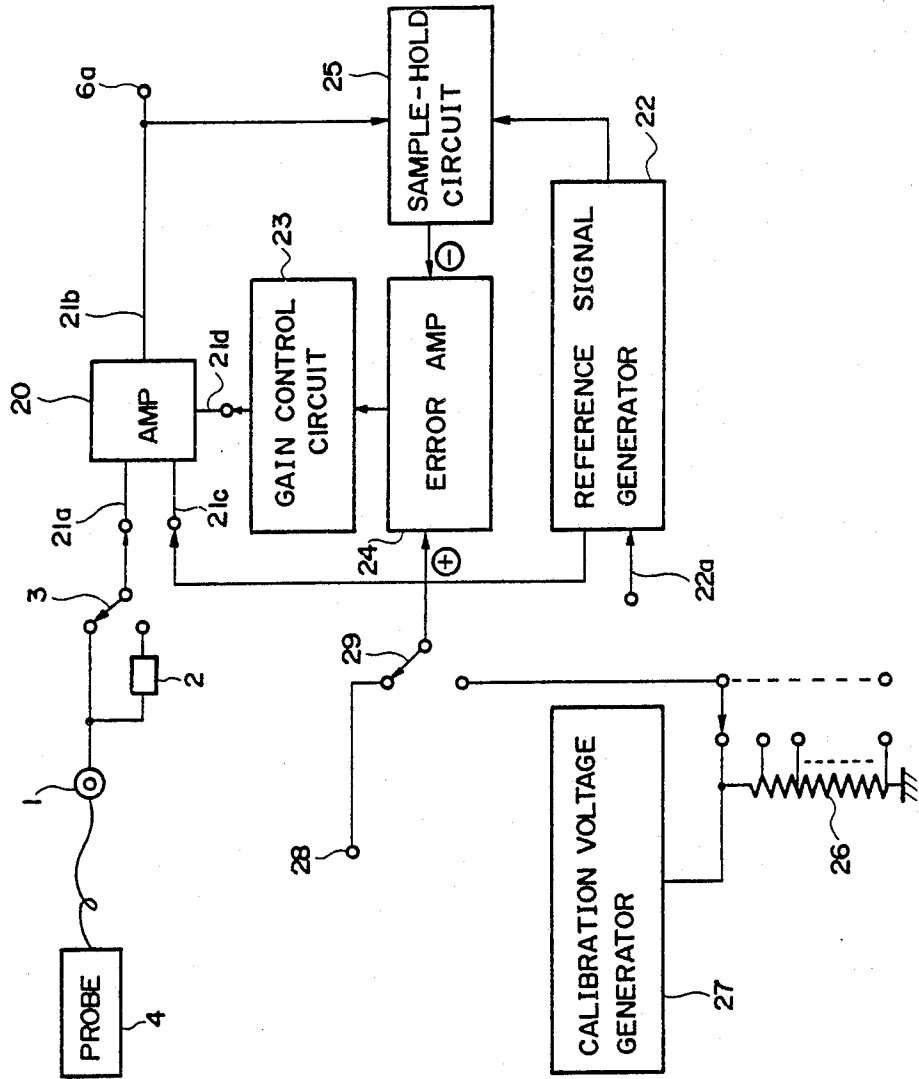 PROBE
4
1
2
3
21a
20
AMP
21b
6a
21c
21d
23
GAIN CONTROL
CIRCUIT
24
ERROR AMP
+
−
25
SAMPLE-HOLD
CIRCUIT
22
REFERENCE SIGNAL
GENERATOR
22a
28
29
CALIBRATION VOLTAGE
GENERATOR
27
26